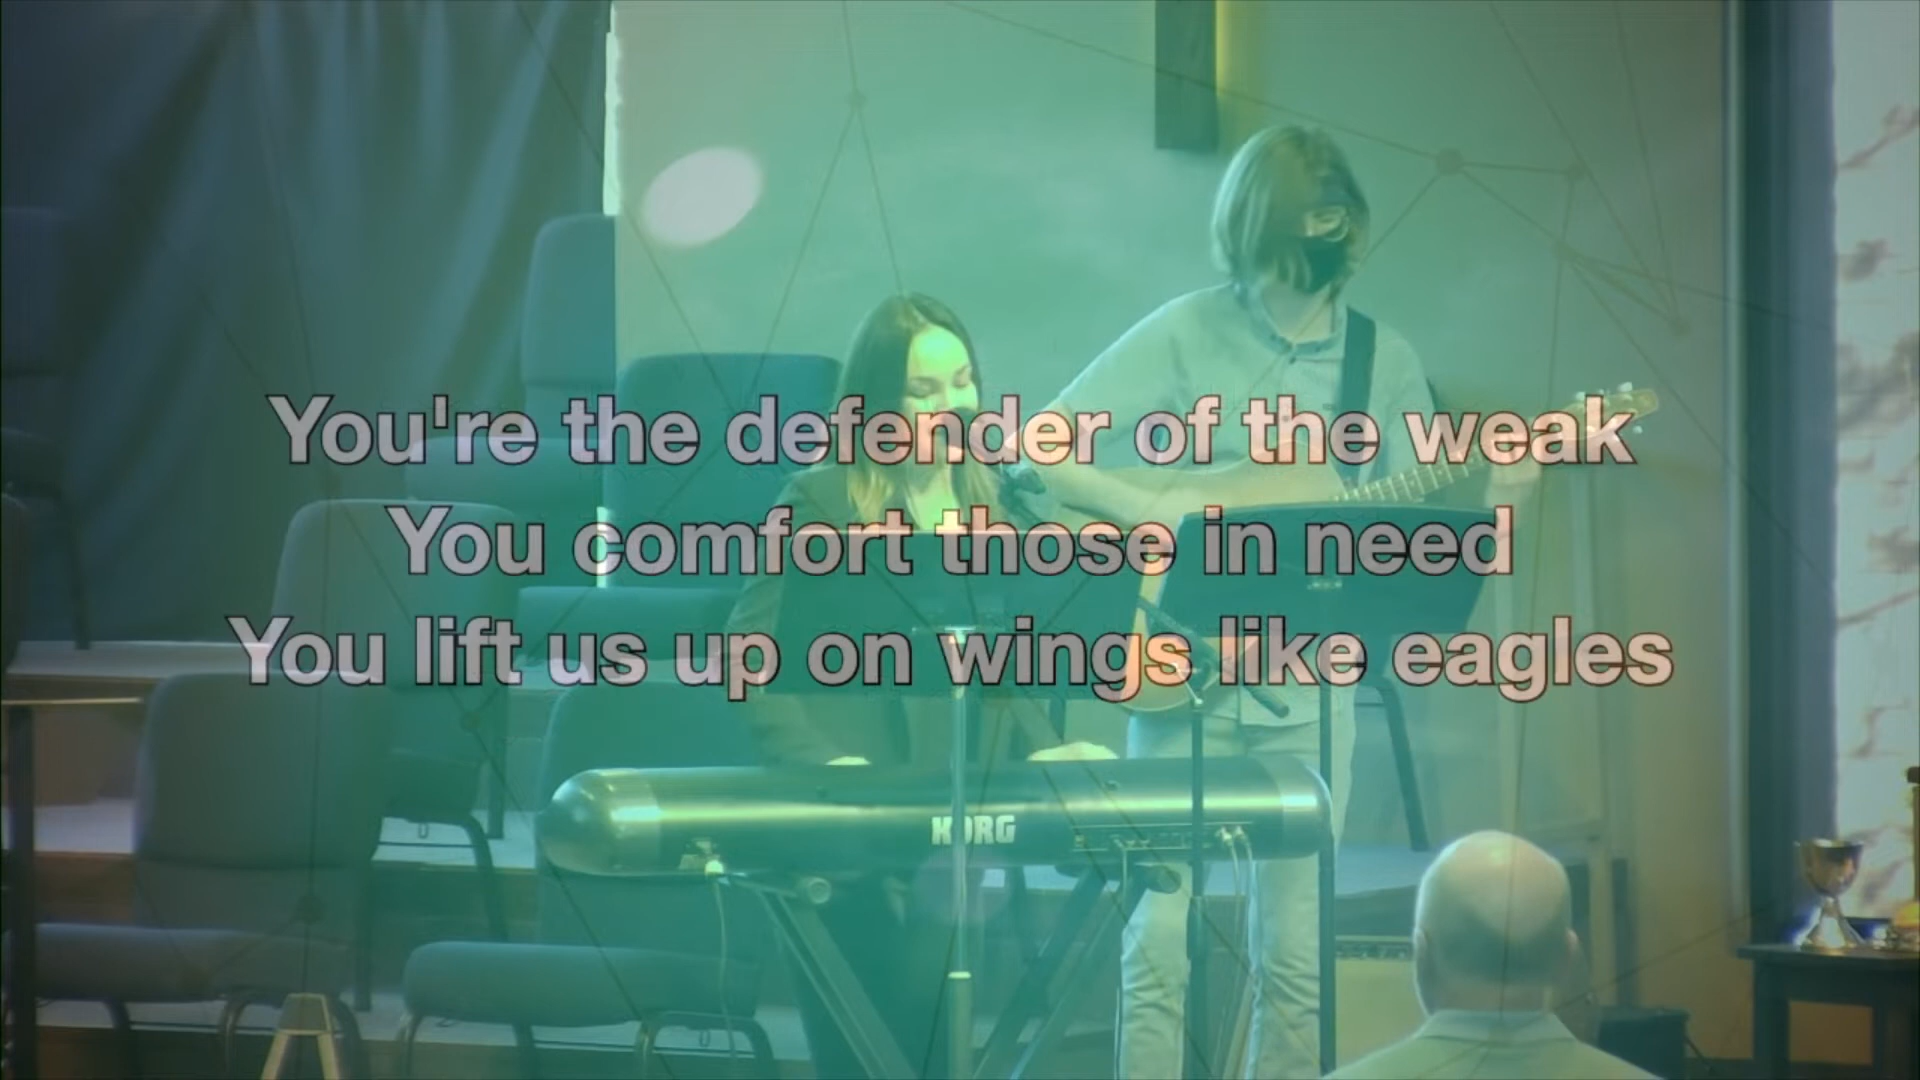 You're the defender of the weak
You comfort those in need
You lift us up on wings like eagles
KORG